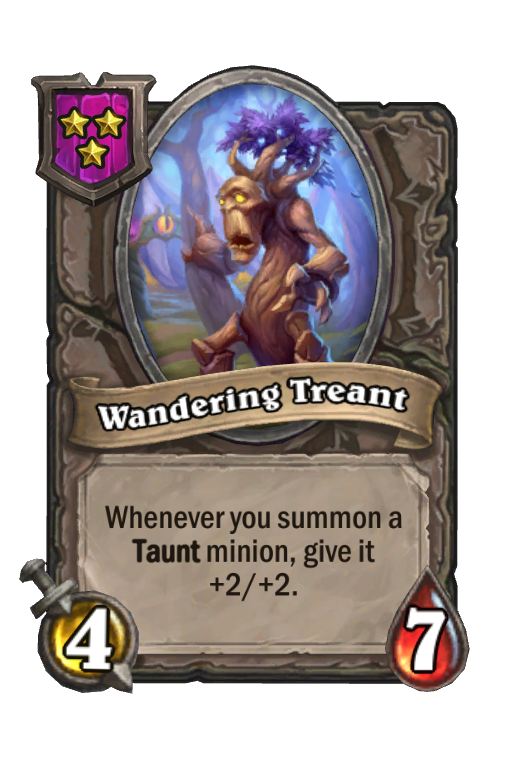 Wandering Treant
Whenever you summon a
Taunt minion, give it
+2/+2.
4
7